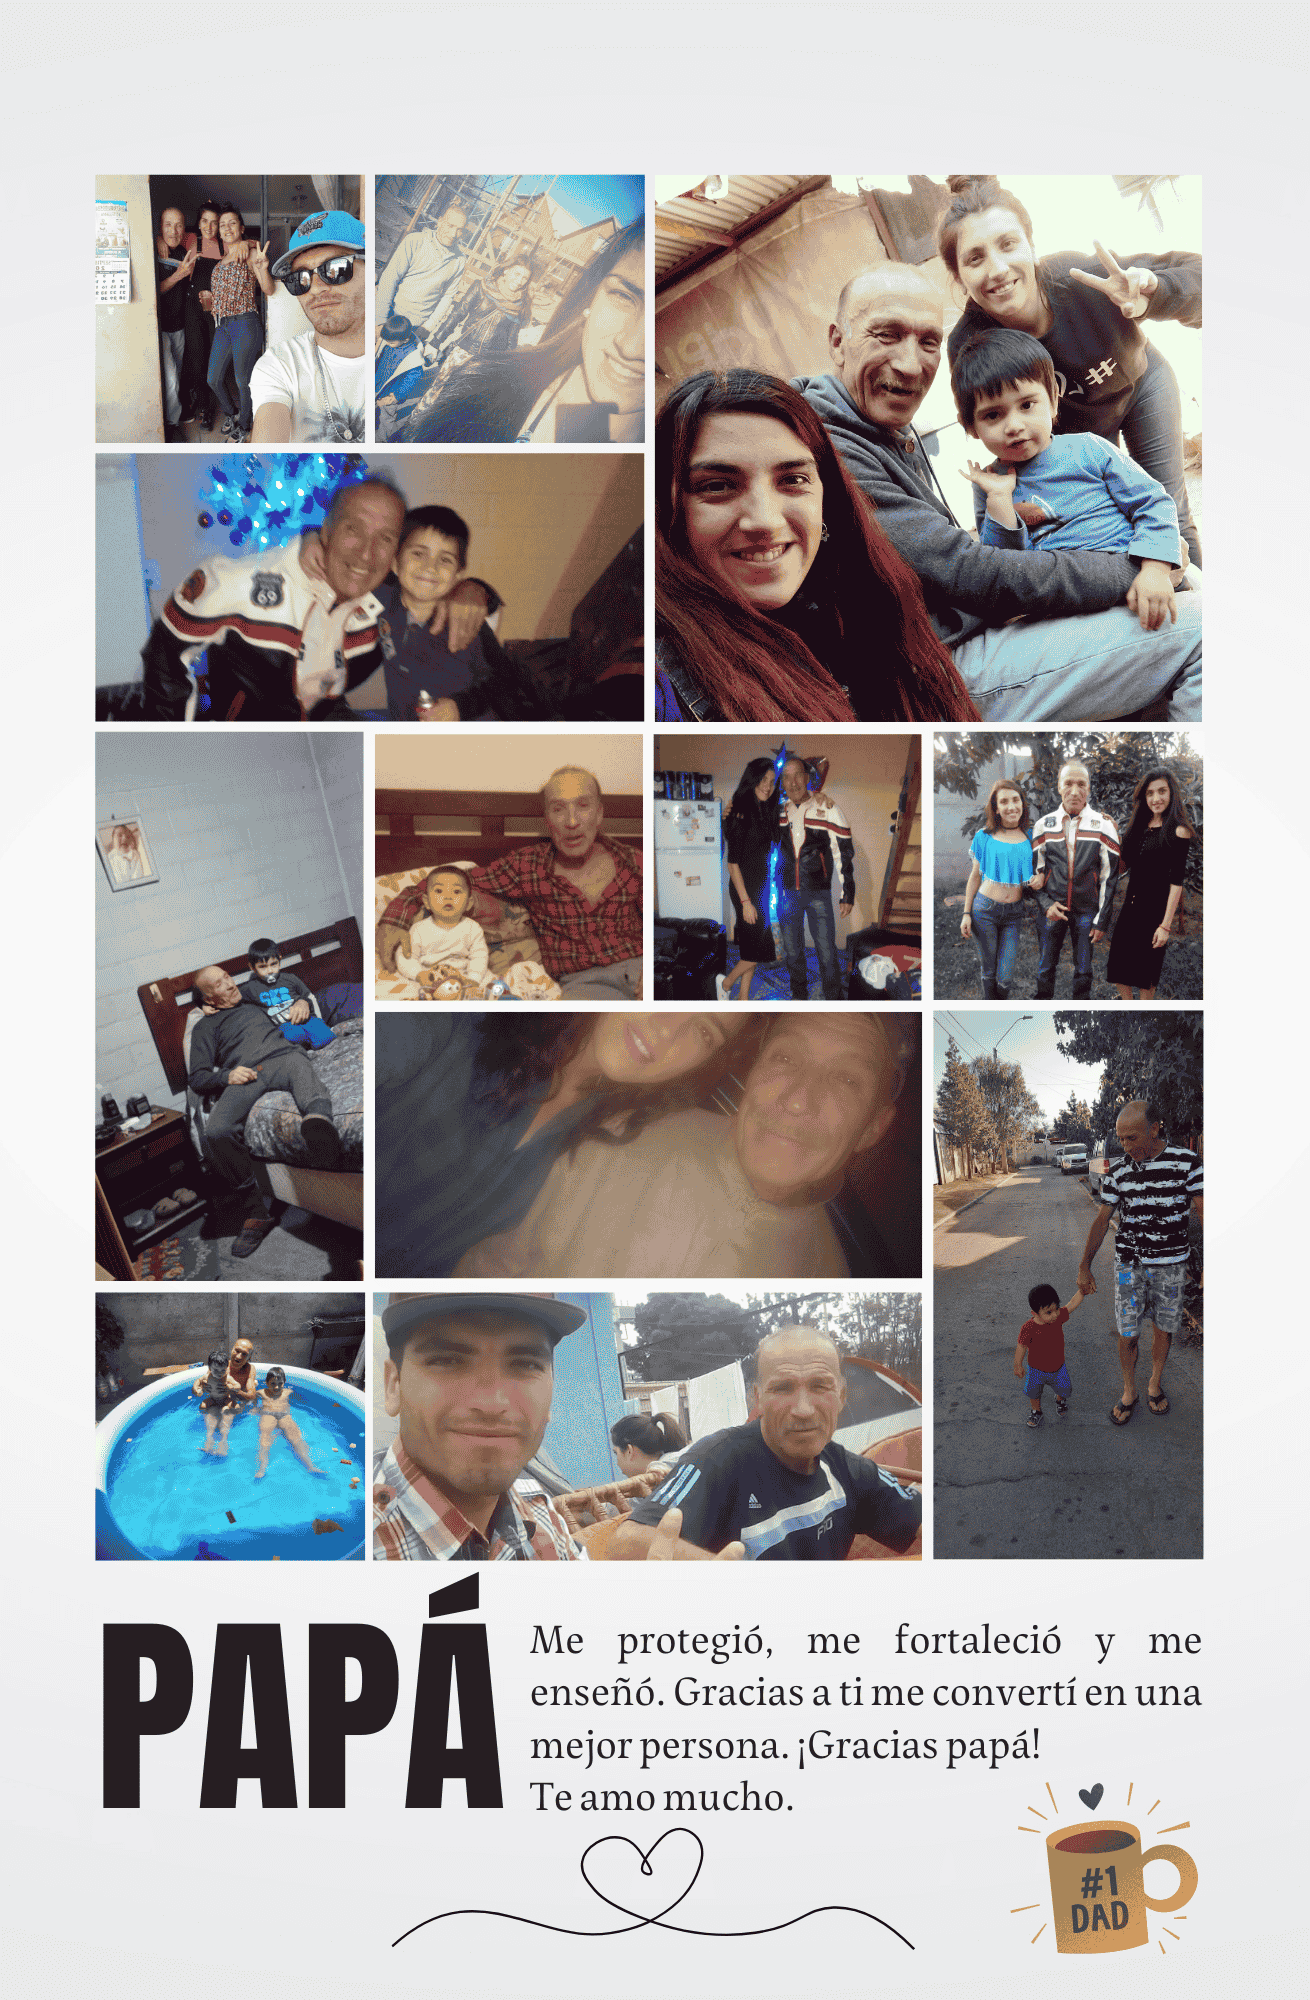 69
PAPÁ
Me protegió, me fortaleció y me
enseñó. Gracias a ti me convertí en una
mejor persona. ¡Gracias papá!
Te amo mucho.
#1
DAD